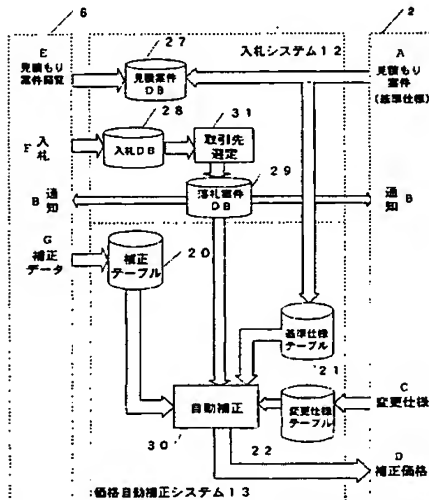 6
2
E
見積もり
案件閲覧
27
見積案件
DB
入札システム12
A
見積もり
案件
(基準仕様)
28
31
F
入札
入札DB
取引先
選定
29
B
通知
落札案件
DB
通知
B
G
補正
データ
補正
テーブル
20
基準仕様
テーブル
21
自動補正
変更仕様
テーブル
C
変更仕様
30
22
D
補正価格
価格自動補正システム13